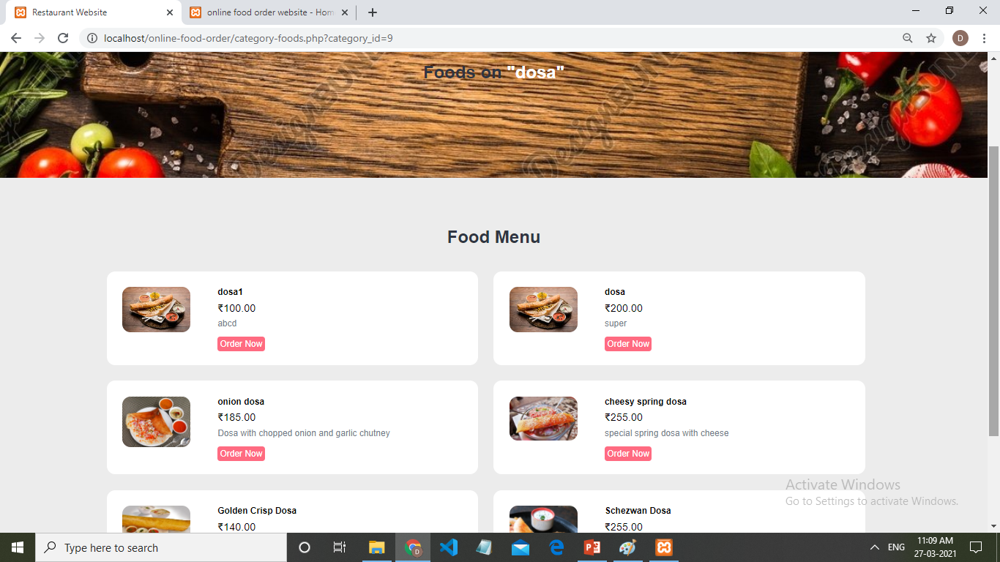 Restaurant Website
online food order website - Hom
localhost/online-food-order/category-foods.php?category_id=9
D
Foods on "dosa"
Food Menu
dosa1
₹100.00
abcd
Order Now
dosa
₹200.00
super
Order Now
onion dosa
₹185.00
Dosa with chopped onion and garlic chutney
Order Now
cheesy spring dosa
₹255.00
special spring dosa with cheese
Order Now
Golden Crisp Dosa
₹140.00
Schezwan Dosa
₹255.00
Activate Windows
Go to Settings to activate Windows.
Type here to search
D
ENG
11:09 AM
27-03-2021